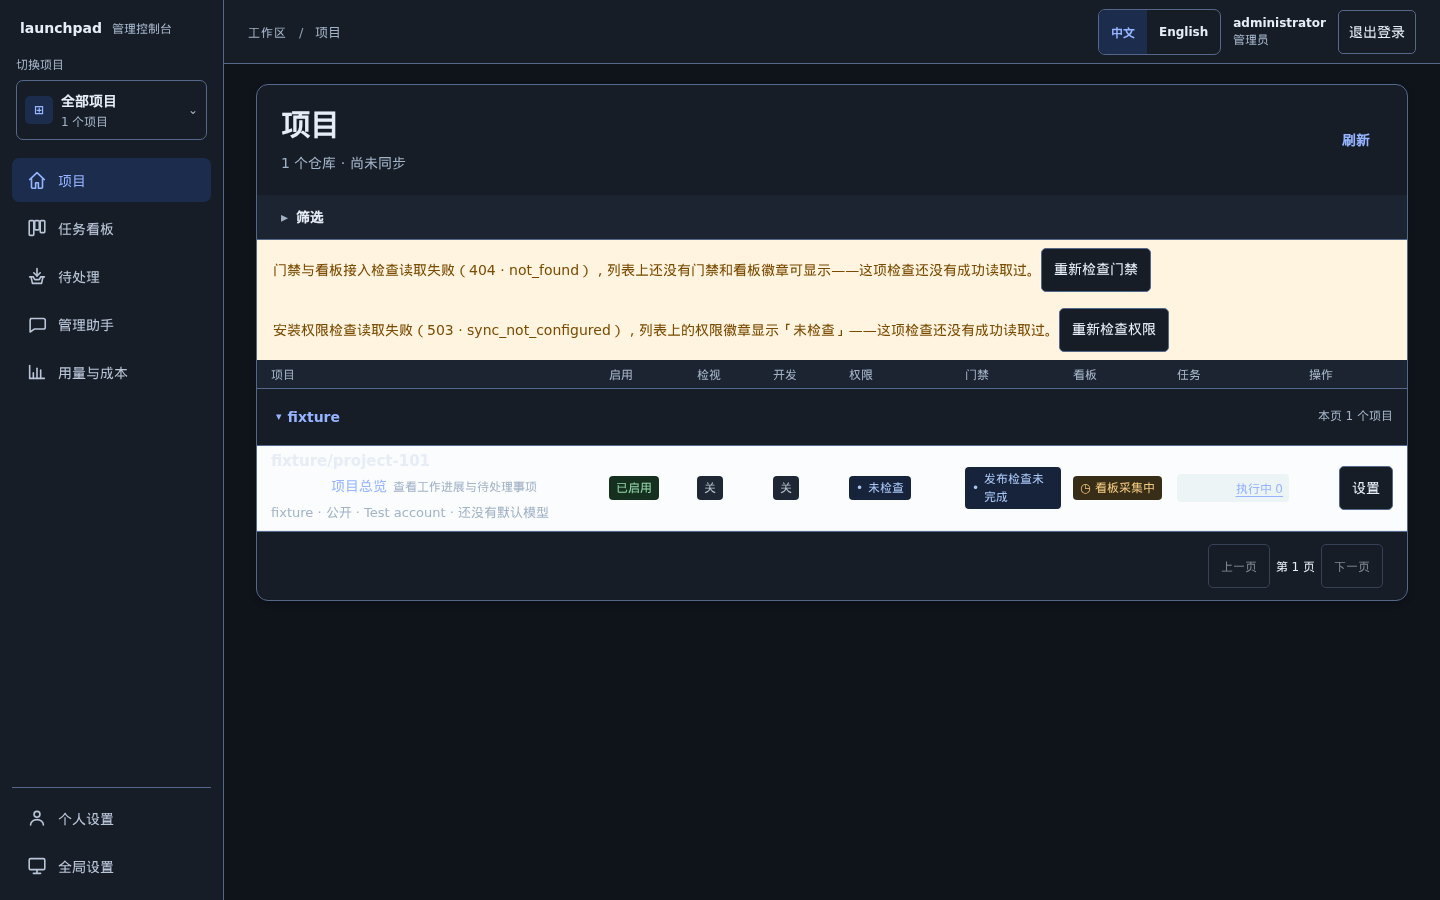 launchpad 管理控制台
切换项目
全部项目
1 个项目
项目
任务看板
待处理
管理助手
用量与成本
个人设置
全局设置
工作区 / 项目
中文 English
administrator
管理员
退出登录
项目
1 个仓库 · 尚未同步
刷新
筛选
门禁与看板接入检查读取失败（404 · not_found），列表上还没有门禁和看板徽章可显示——这项检查还没有成功读取过。 重新检查门禁
安装权限检查读取失败（503 · sync_not_configured），列表上的权限徽章显示「未检查」——这项检查还没有成功读取过。 重新检查权限
项目 启用 检视 开发 权限 门禁 看板 任务 操作
fixture 本页 1 个项目
fixture/project-101
项目总览 查看工作进展与待处理事项
fixture · 公开 · Test account · 还没有默认模型
已启用 关 关 • 未检查
• 发布检查未
完成
看板采集中 执行中 0 设置
上一页 第 1 页 下一页